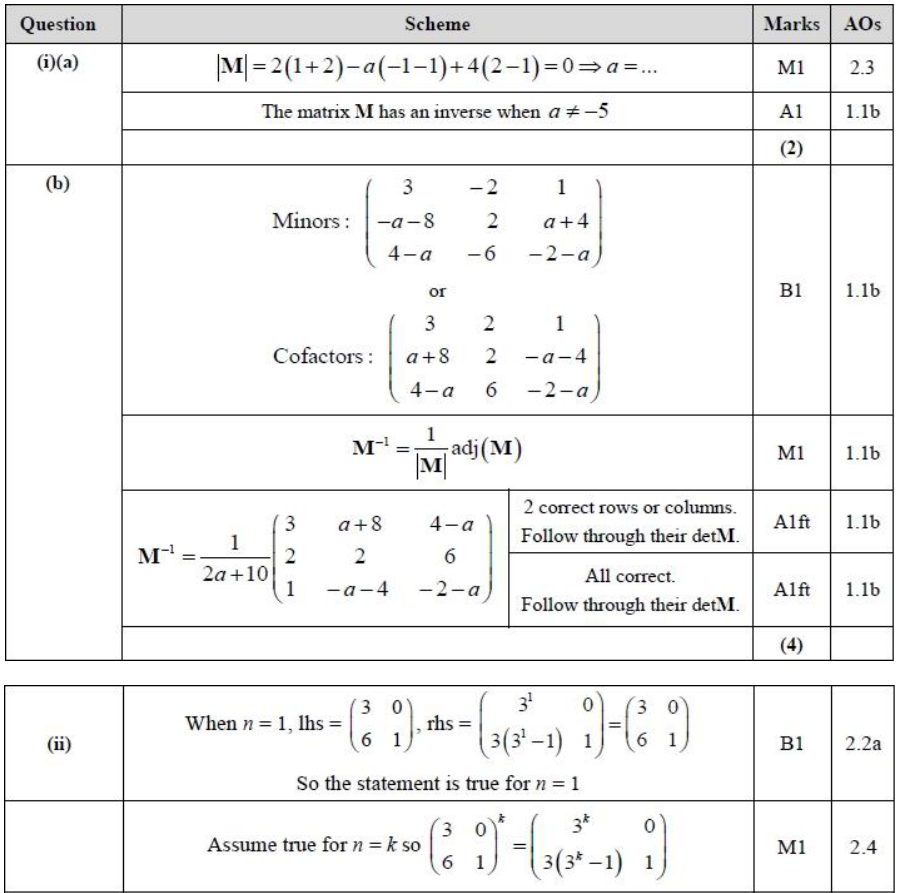 Question Scheme Marks AOs
(i)(a) |M| = 2(1+2) − a(−1−1) + 4(2−1) = 0 ⇒ a = ... M1 2.3
The matrix M has an inverse when a ≠ −5 A1 1.1b
(2)
(b) Minors : ( 3 −2 1
−a−8 2 a+4
4−a −6 −2−a )
or
B1 1.1b
Cofactors : ( 3 2 1
a+8 2 −a−4
4−a 6 −2−a )
M⁻¹ = 1/|M| adj(M) M1 1.1b
M⁻¹ = 1/(2a+10) ( 3 a+8 4−a
2 2 6
1 −a−4 −2−a )
2 correct rows or columns.
Follow through their detM. A1ft 1.1b
All correct.
Follow through their detM. A1ft 1.1b
(4)
(ii) When n = 1, lhs = ( 3 0
6 1 ), rhs = ( 3¹ 0
3(3¹−1) 1 ) = ( 3 0
6 1 ) B1 2.2a
So the statement is true for n = 1
Assume true for n = k so ( 3 0
6 1 )ᵏ = ( 3ᵏ 0
3(3ᵏ−1) 1 ) M1 2.4